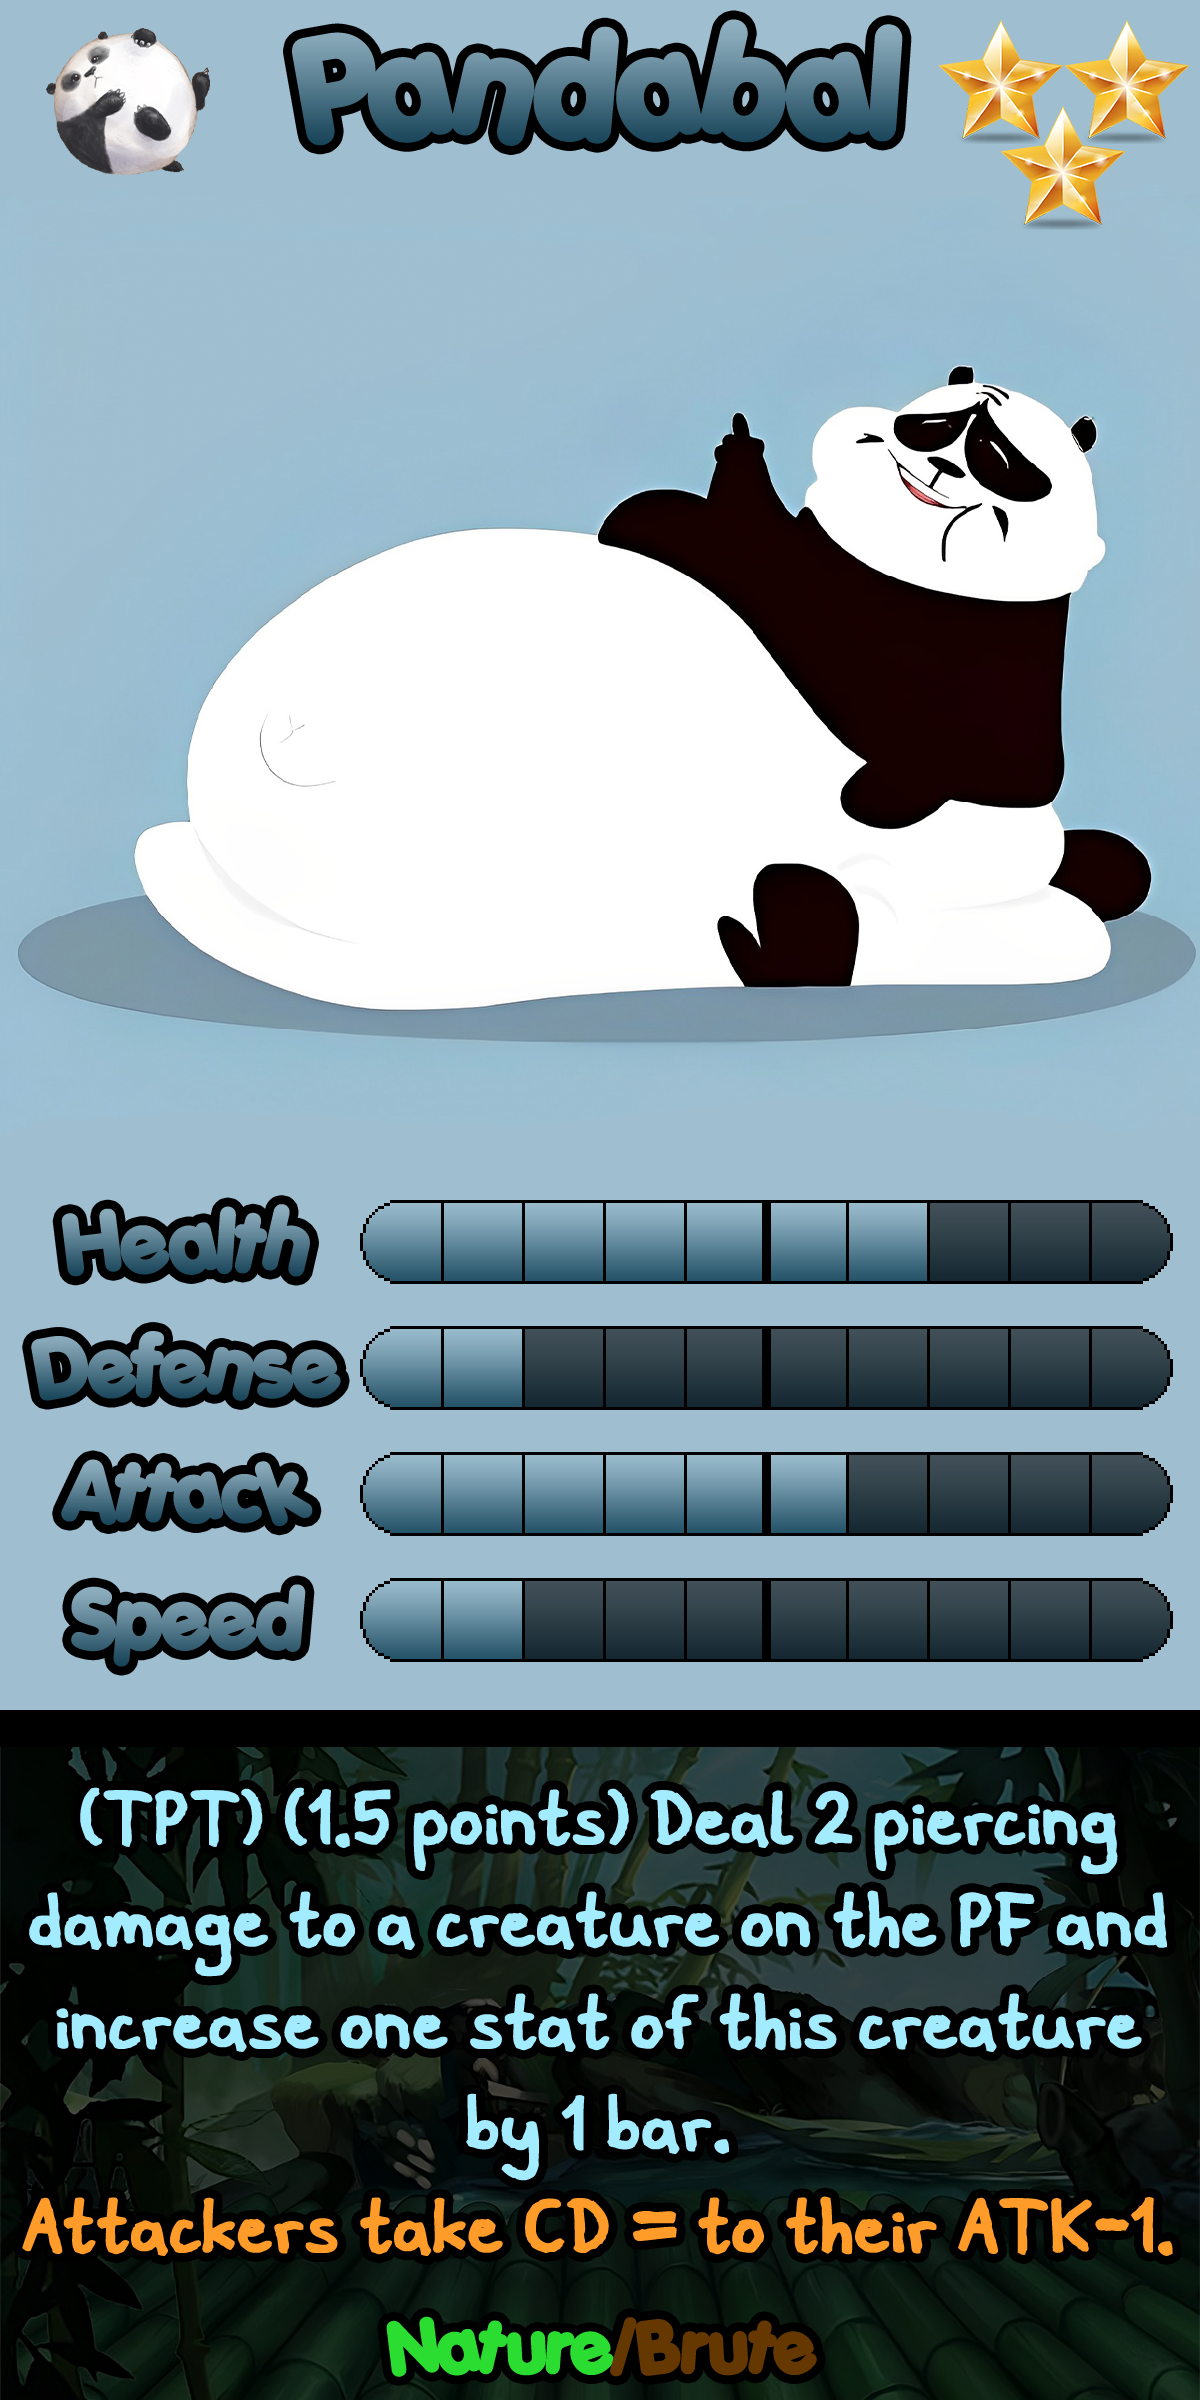 Pandabal
Health
Defense
Attack
Speed
(TPT) (1.5 points) Deal 2 piercing
damage to a creature on the PF and
increase one stat of this creature
by 1 bar.
Attackers take CD = to their ATK-1.
Nature/Brute